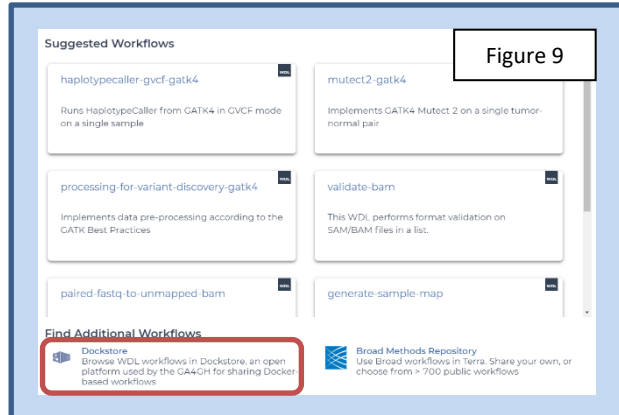 Suggested Workflows
Figure 9
haplotypecaller-gvcf-gatk4
WDL
Runs HaplotypeCaller from GATK4 in GVCF mode
on a single sample
mutect2-gatk4
Implements GATK4 Mutect 2 on a single tumor-
normal pair
processing-for-variant-discovery-gatk4
WDL
Implements data pre-processing according to the
GATK Best Practices
validate-bam
WDL
This WDL performs format validation on
SAM/BAM files in a list.
paired-fastq-to-unmapped-bam
WDL
generate-sample-map
WDL
Find Additional Workflows
Dockstore
Browse WDL workflows in Dockstore, an open
platform used by the GA4GH for sharing Docker-
based workflows
Broad Methods Repository
Use Broad workflows in Terra. Share your own, or
choose from > 700 public workflows